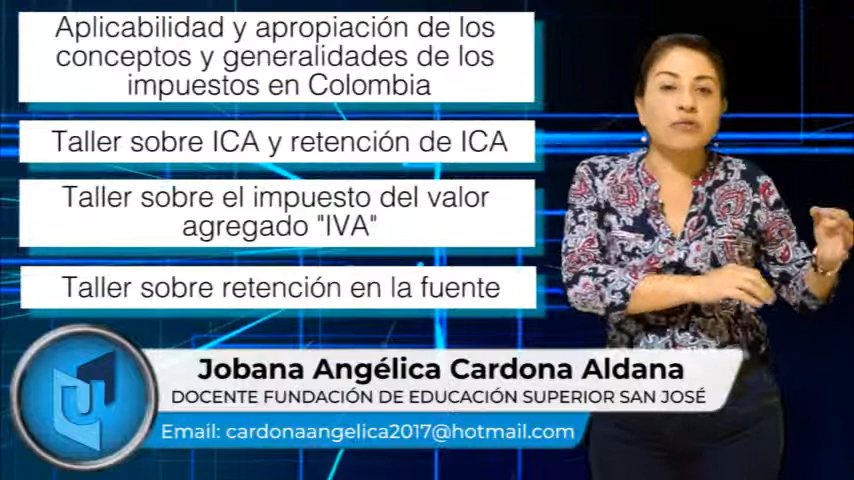 Aplicabilidad y apropiación de los
conceptos y generalidades de los
impuestos en Colombia
Taller sobre ICA y retención de ICA
Taller sobre el impuesto del valor
agregado "IVA"
Taller sobre retención en la fuente
Jobana Angélica Cardona Aldana
DOCENTE FUNDACIÓN DE EDUCACIÓN SUPERIOR SAN JOSÉ
Email: cardonaangelica2017@hotmail.com